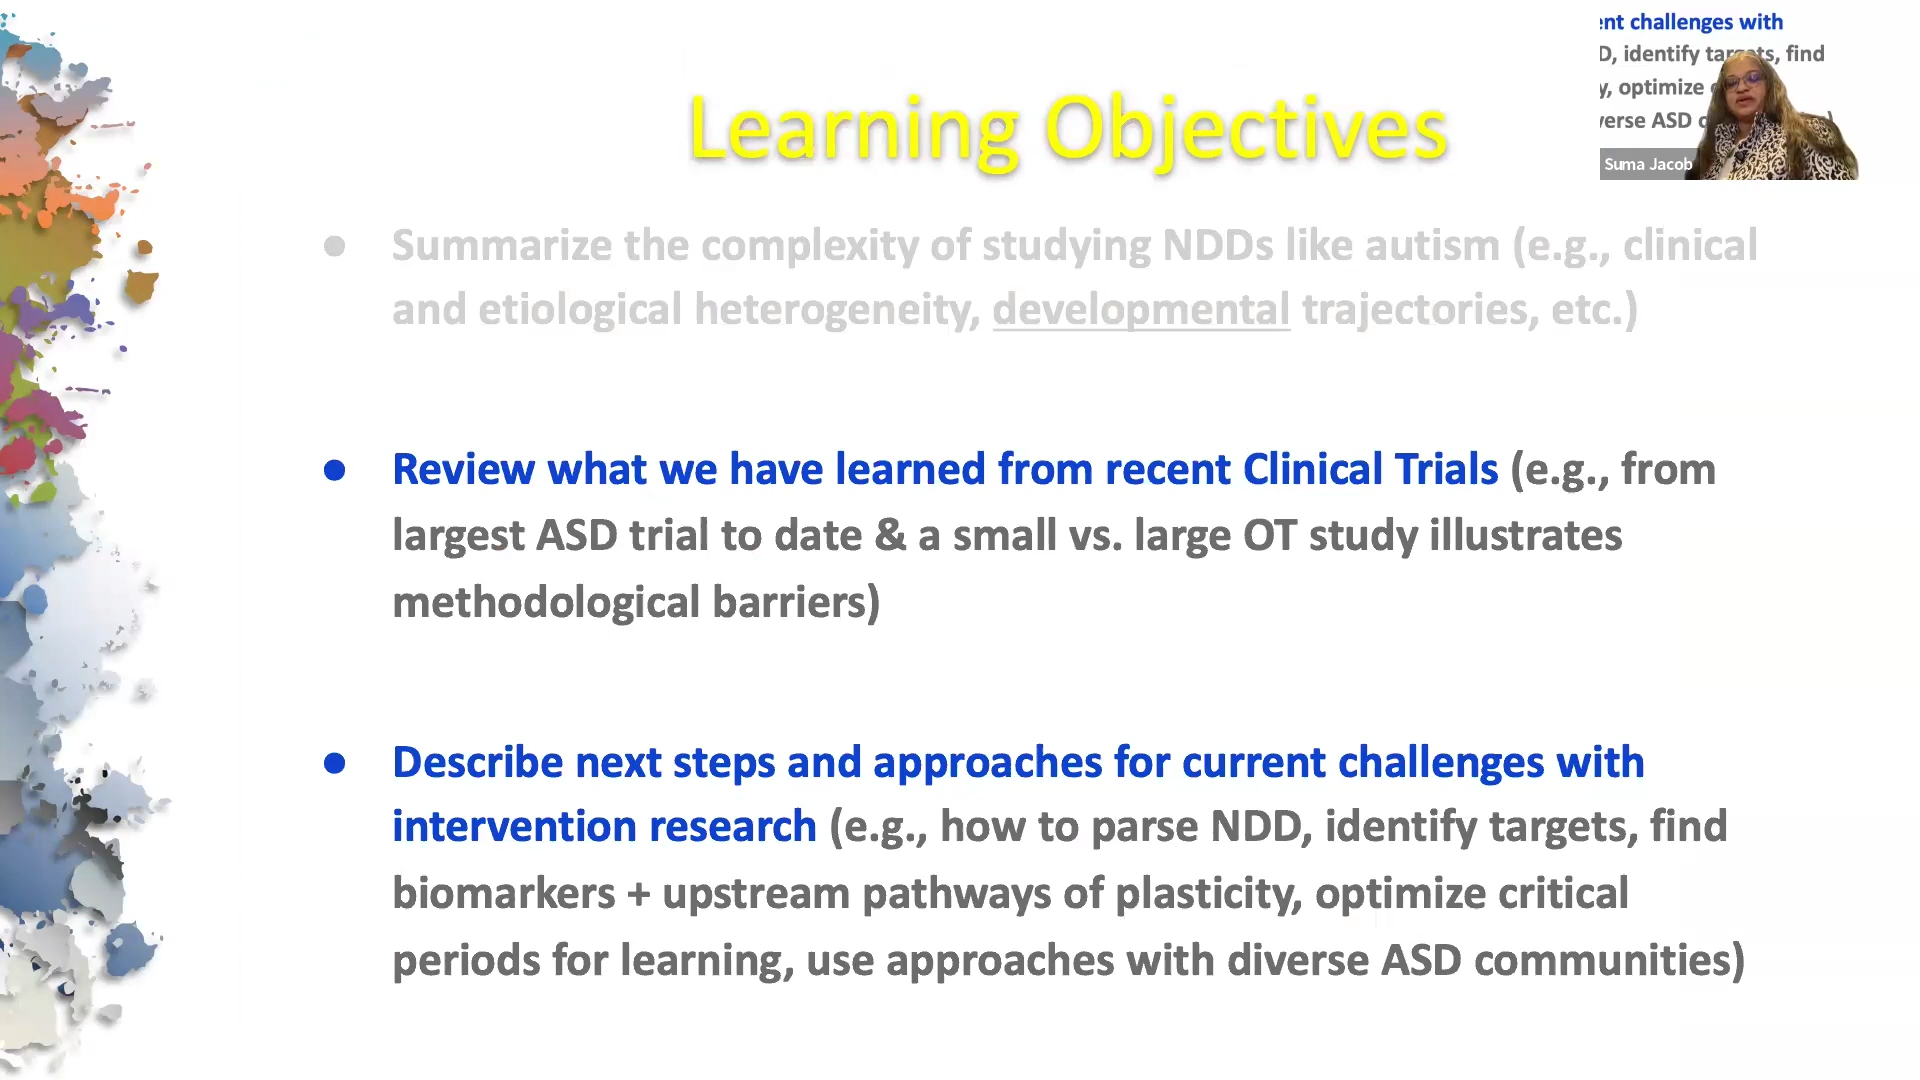 Learning Objectives
ent challenges with
D, identify targets, find
y, optimize
verse ASD
Suma Jacob
● Summarize the complexity of studying NDDs like autism (e.g., clinical
and etiological heterogeneity, developmental trajectories, etc.)
● Review what we have learned from recent Clinical Trials (e.g., from
largest ASD trial to date & a small vs. large OT study illustrates
methodological barriers)
● Describe next steps and approaches for current challenges with
intervention research (e.g., how to parse NDD, identify targets, find
biomarkers + upstream pathways of plasticity, optimize critical
periods for learning, use approaches with diverse ASD communities)